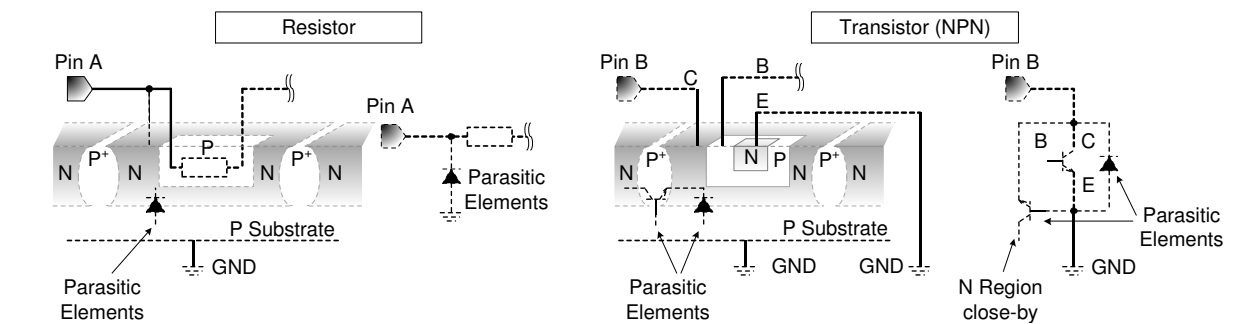 Resistor
Transistor (NPN)
Pin A
Pin B
B
Pin B
C
E
Pin A
P
N
P+
N
N
P+
N
Parasitic
Elements
P Substrate
GND
Parasitic
Elements
N
P+
N
N
P
P+
N
N
P Substrate
GND
GND
Parasitic
Elements
B
C
E
Parasitic
Elements
GND
N Region
close-by